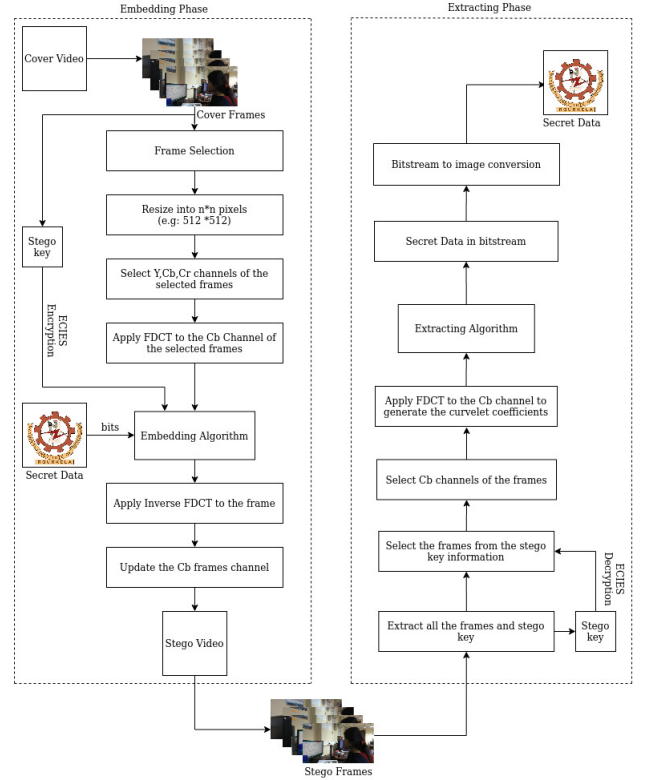 Embedding Phase
Cover Video
Cover Frames
Frame Selection
Resize into n*n pixels
(e.g: 512 *512)
Stego
key
Select Y,Cb,Cr channels of the
selected frames
ECIES
Encryption
Apply FDCT to the Cb Channel of
the selected frames
bits
Embedding Algorithm
ROURKELA
Secret Data
Apply Inverse FDCT to the frame
Update the Cb frames channel
Stego Video
Stego Frames
Extracting Phase
ROURKELA
Secret Data
Bitstream to image conversion
Secret Data in bitstream
Extracting Algorithm
Apply FDCT to the Cb channel to
generate the curvelet coefficients
Select Cb channels of the frames
Select the frames from the stego
key information
ECIES
Decryption
Extract all the frames and stego
key
Stego
key